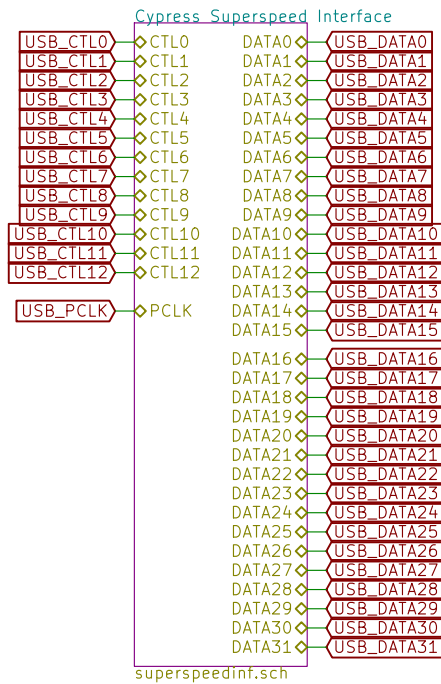 Cypress Superspeed Interface
USB_CTL0 CTL0 DATA0 USB_DATA0
USB_CTL1 CTL1 DATA1 USB_DATA1
USB_CTL2 CTL2 DATA2 USB_DATA2
USB_CTL3 CTL3 DATA3 USB_DATA3
USB_CTL4 CTL4 DATA4 USB_DATA4
USB_CTL5 CTL5 DATA5 USB_DATA5
USB_CTL6 CTL6 DATA6 USB_DATA6
USB_CTL7 CTL7 DATA7 USB_DATA7
USB_CTL8 CTL8 DATA8 USB_DATA8
USB_CTL9 CTL9 DATA9 USB_DATA9
USB_CTL10 CTL10 DATA10 USB_DATA10
USB_CTL11 CTL11 DATA11 USB_DATA11
USB_CTL12 CTL12 DATA12 USB_DATA12
DATA13 USB_DATA13
USB_PCLK PCLK DATA14 USB_DATA14
DATA15 USB_DATA15
DATA16 USB_DATA16
DATA17 USB_DATA17
DATA18 USB_DATA18
DATA19 USB_DATA19
DATA20 USB_DATA20
DATA21 USB_DATA21
DATA22 USB_DATA22
DATA23 USB_DATA23
DATA24 USB_DATA24
DATA25 USB_DATA25
DATA26 USB_DATA26
DATA27 USB_DATA27
DATA28 USB_DATA28
DATA29 USB_DATA29
DATA30 USB_DATA30
DATA31 USB_DATA31
superspeedinf.sch